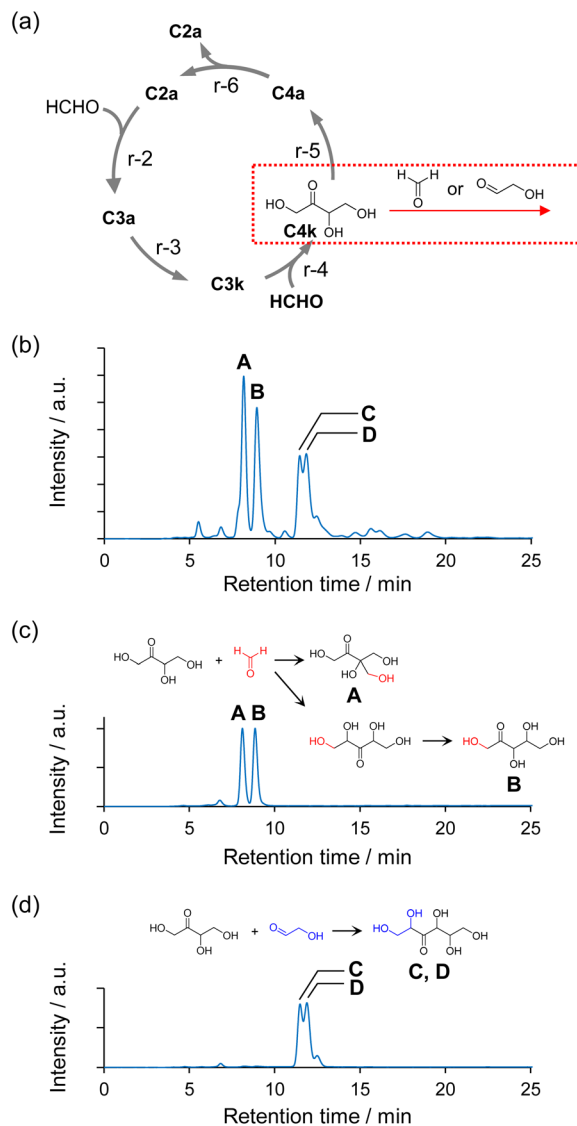 (a)
C2a
r-6
C2a
C4a
HCHO
r-2
r-5
H H
O
or
O
OH
O
HO
OH
OH
C4k
C3a
r-3
C3k
r-4
HCHO
(b)
A
B
C
D
Intensity / a.u.
0 5 10 15 20 25
Retention time / min
(c)
O
HO
OH
OH
+
H H
O
O
HO
OH
HO
OH
A
A B
OH OH
HO
OH
O
O OH
HO
OH
OH
B
Intensity / a.u.
0 5 10 15 20 25
Retention time / min
(d)
O
HO
OH
OH
+
O
OH
OH OH
HO
OH
O OH
C, D
C
D
Intensity / a.u.
0 5 10 15 20 25
Retention time / min